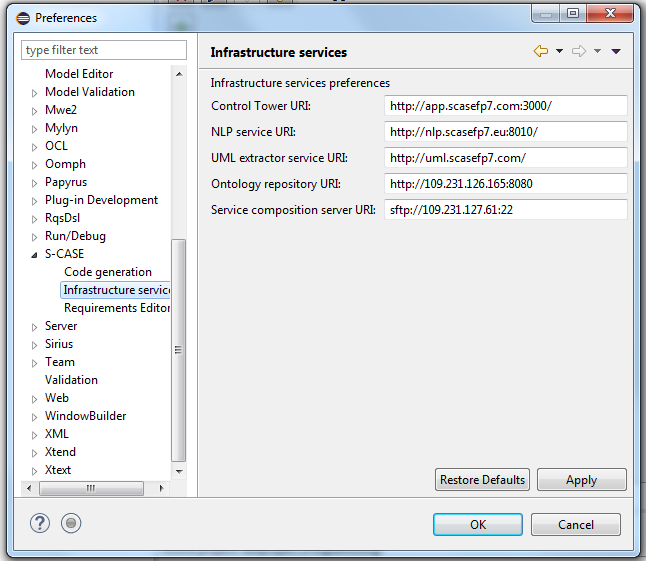 Preferences
type filter text
Model Editor
Model Validation
Mwe2
Mylyn
OCL
Oomph
Papyrus
Plug-in Development
RqsDsl
Run/Debug
S-CASE
Code generation
Infrastructure servic
Requirements Editor
Server
Sirius
Team
Validation
Web
WindowBuilder
XML
Xtend
Xtext
Infrastructure services
Infrastructure services preferences
Control Tower URI: http://app.scasefp7.com:3000/
NLP service URI: http://nlp.scasefp7.eu:8010/
UML extractor service URI: http://uml.scasefp7.com/
Ontology repository URI: http://109.231.126.165:8080
Service composition server URI: sftp://109.231.127.61:22
Restore Defaults Apply
? OK Cancel